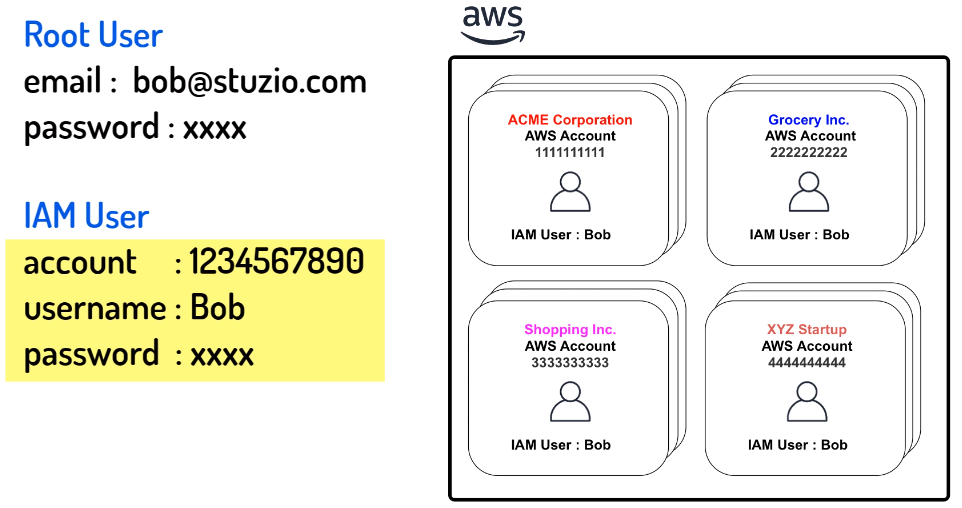 Root User
email : bob@stuzio.com
password : xxxx
IAM User
account : 1234567890
username : Bob
password : xxxx
aws
ACME Corporation
AWS Account
1111111111
IAM User : Bob
Grocery Inc.
AWS Account
2222222222
IAM User : Bob
Shopping Inc.
AWS Account
3333333333
IAM User : Bob
XYZ Startup
AWS Account
4444444444
IAM User : Bob